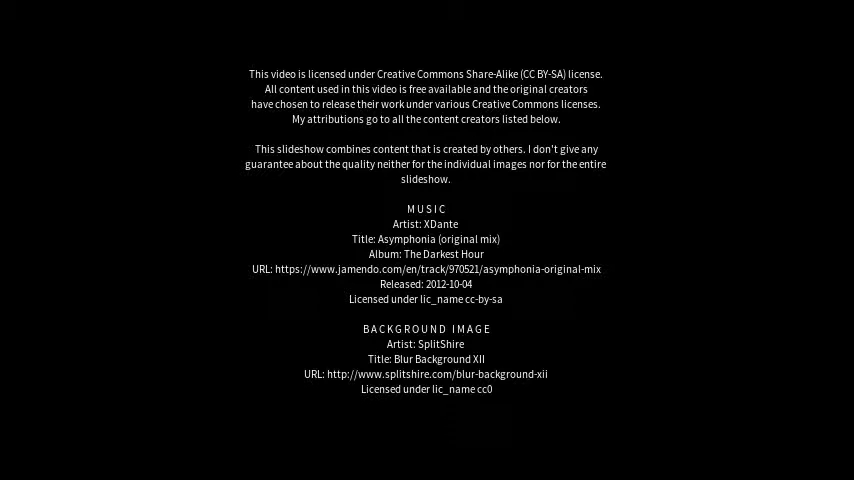 This video is licensed under Creative Commons Share-Alike (CC BY-SA) license.
All content used in this video is free available and the original creators
have chosen to release their work under various Creative Commons licenses.
My attributions go to all the content creators listed below.
This slideshow combines content that is created by others. I don't give any
guarantee about the quality neither for the individual images nor for the entire
slideshow.
MUSIC
Artist: XDante
Title: Asymphonia (original mix)
Album: The Darkest Hour
URL: https://www.jamendo.com/en/track/970521/asymphonia-original-mix
Released: 2012-10-04
Licensed under lic_name cc-by-sa
BACKGROUND IMAGE
Artist: SplitShire
Title: Blur Background XII
URL: http://www.splitshire.com/blur-background-xii
Licensed under lic_name cc0